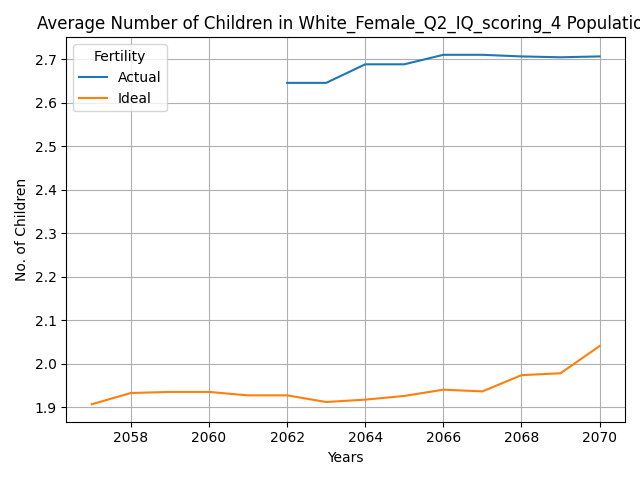 Average Number of Children in White_Female_Q2_IQ_scoring_4 Populatio
Fertility
Actual
Ideal
2.7
2.6
2.5
2.4
2.3
2.2
2.1
2.0
1.9
No. of Children
2058 2060 2062 2064 2066 2068 2070
Years